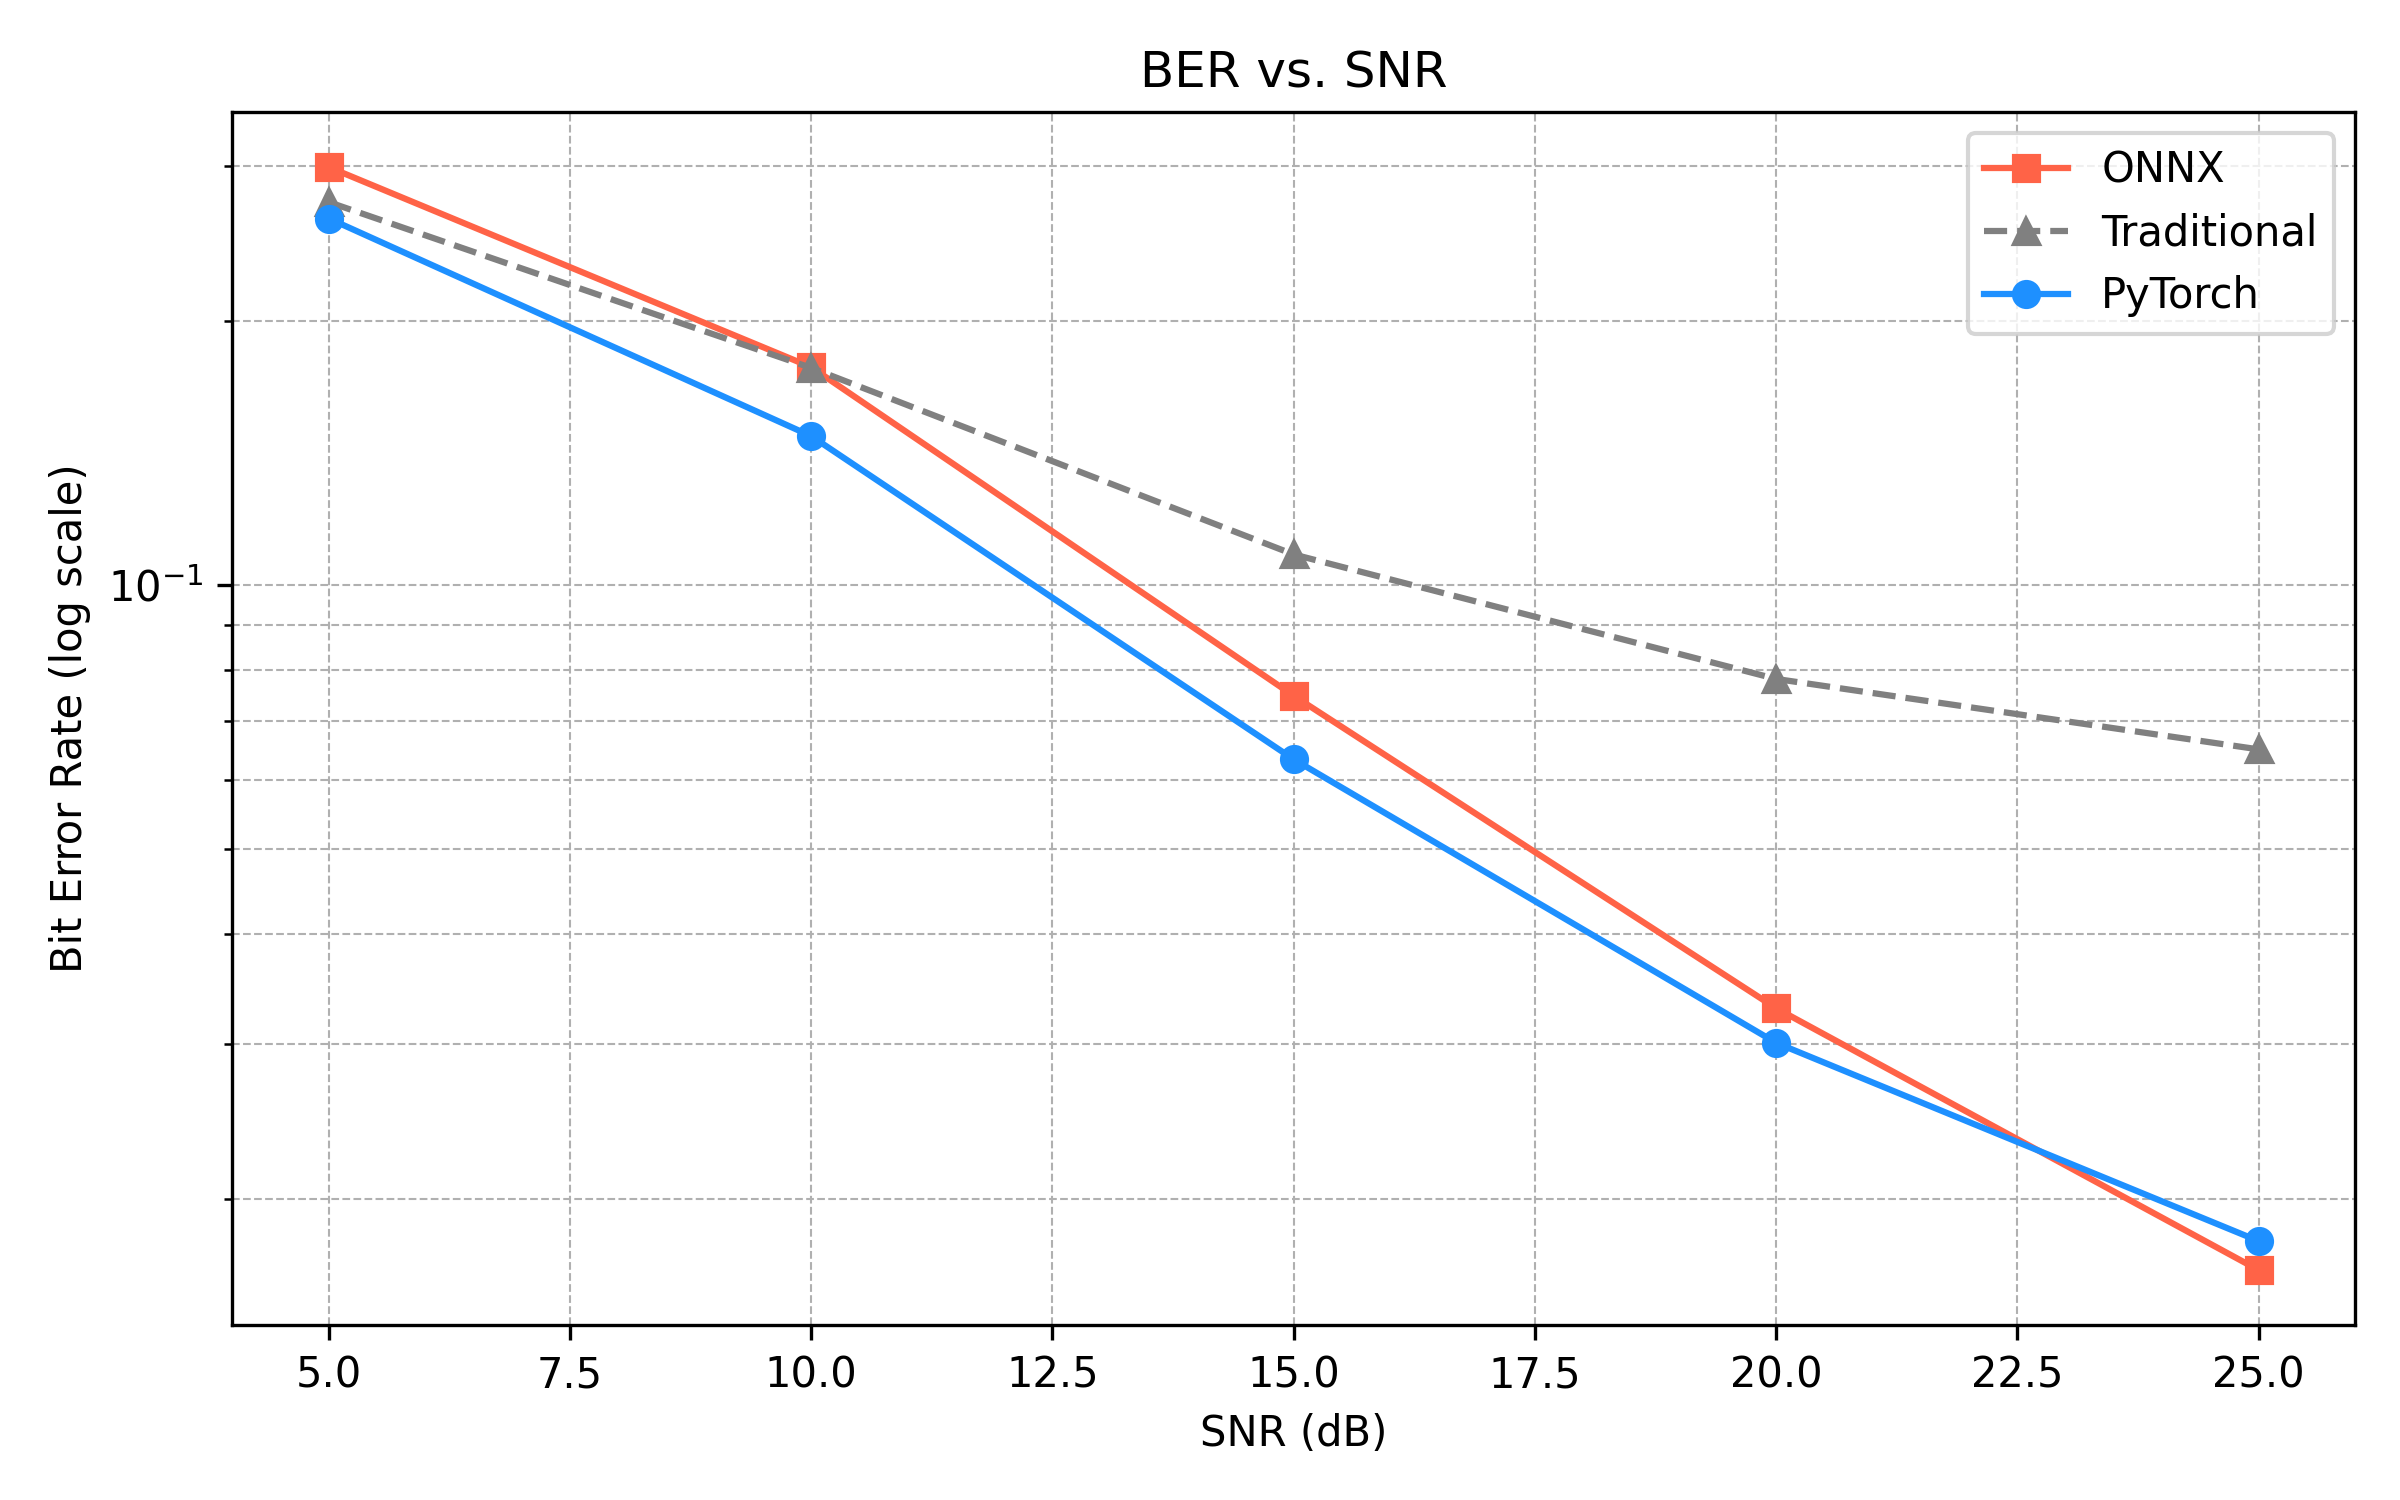 BER vs. SNR
ONNX
Traditional
PyTorch
Bit Error Rate (log scale)
10⁻¹
5.0 7.5 10.0 12.5 15.0 17.5 20.0 22.5 25.0
SNR (dB)